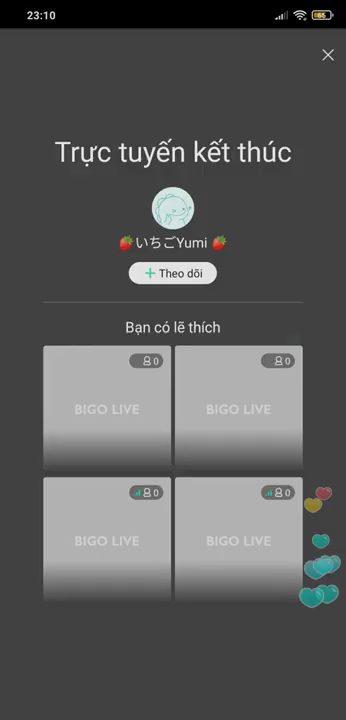 23:10
65
Trực tuyến kết thúc
🍓いちごYumi 🍓
+ Theo dõi
Bạn có lẽ thích
0
0
BIGO LIVE
BIGO LIVE
0
0
BIGO LIVE
BIGO LIVE